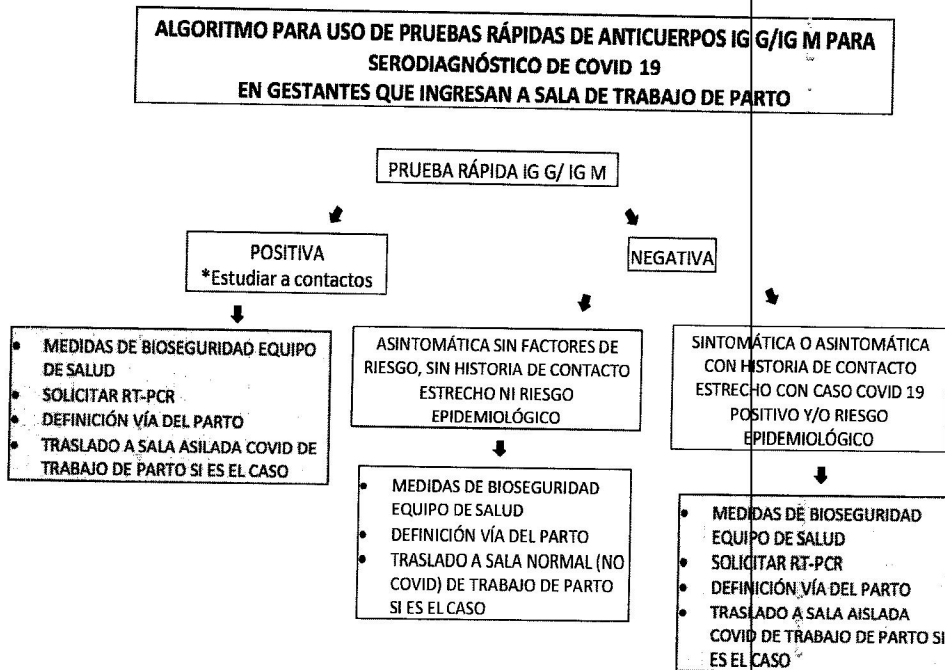 ALGORITMO PARA USO DE PRUEBAS RÁPIDAS DE ANTICUERPOS IG G/IG M PARA
SERODIAGNÓSTICO DE COVID 19
EN GESTANTES QUE INGRESAN A SALA DE TRABAJO DE PARTO
PRUEBA RÁPIDA IG G/ IG M
POSITIVA
*Estudiar a contactos
NEGATIVA
• MEDIDAS DE BIOSEGURIDAD EQUIPO
DE SALUD
• SOLICITAR RT-PCR
• DEFINICIÓN VÍA DEL PARTO
• TRASLADO A SALA ASILADA COVID DE
TRABAJO DE PARTO SI ES EL CASO
ASINTOMÁTICA SIN FACTORES DE
RIESGO, SIN HISTORIA DE CONTACTO
ESTRECHO NI RIESGO
EPIDEMIOLÓGICO
SINTOMÁTICA O ASINTOMÁTICA
CON HISTORIA DE CONTACTO
ESTRECHO CON CASO COVID 19
POSITIVO Y/O RIESGO
EPIDEMIOLÓGICO
• MEDIDAS DE BIOSEGURIDAD
EQUIPO DE SALUD
• DEFINICIÓN VÍA DEL PARTO
• TRASLADO A SALA NORMAL (NO
COVID) DE TRABAJO DE PARTO
SI ES EL CASO
• MEDIDAS DE BIOSEGURIDAD
EQUIPO DE SALUD
• SOLICITAR RT-PCR
• DEFINICIÓN VÍA DEL PARTO
• TRASLADO A SALA AISLADA
COVID DE TRABAJO DE PARTO SI
ES EL CASO